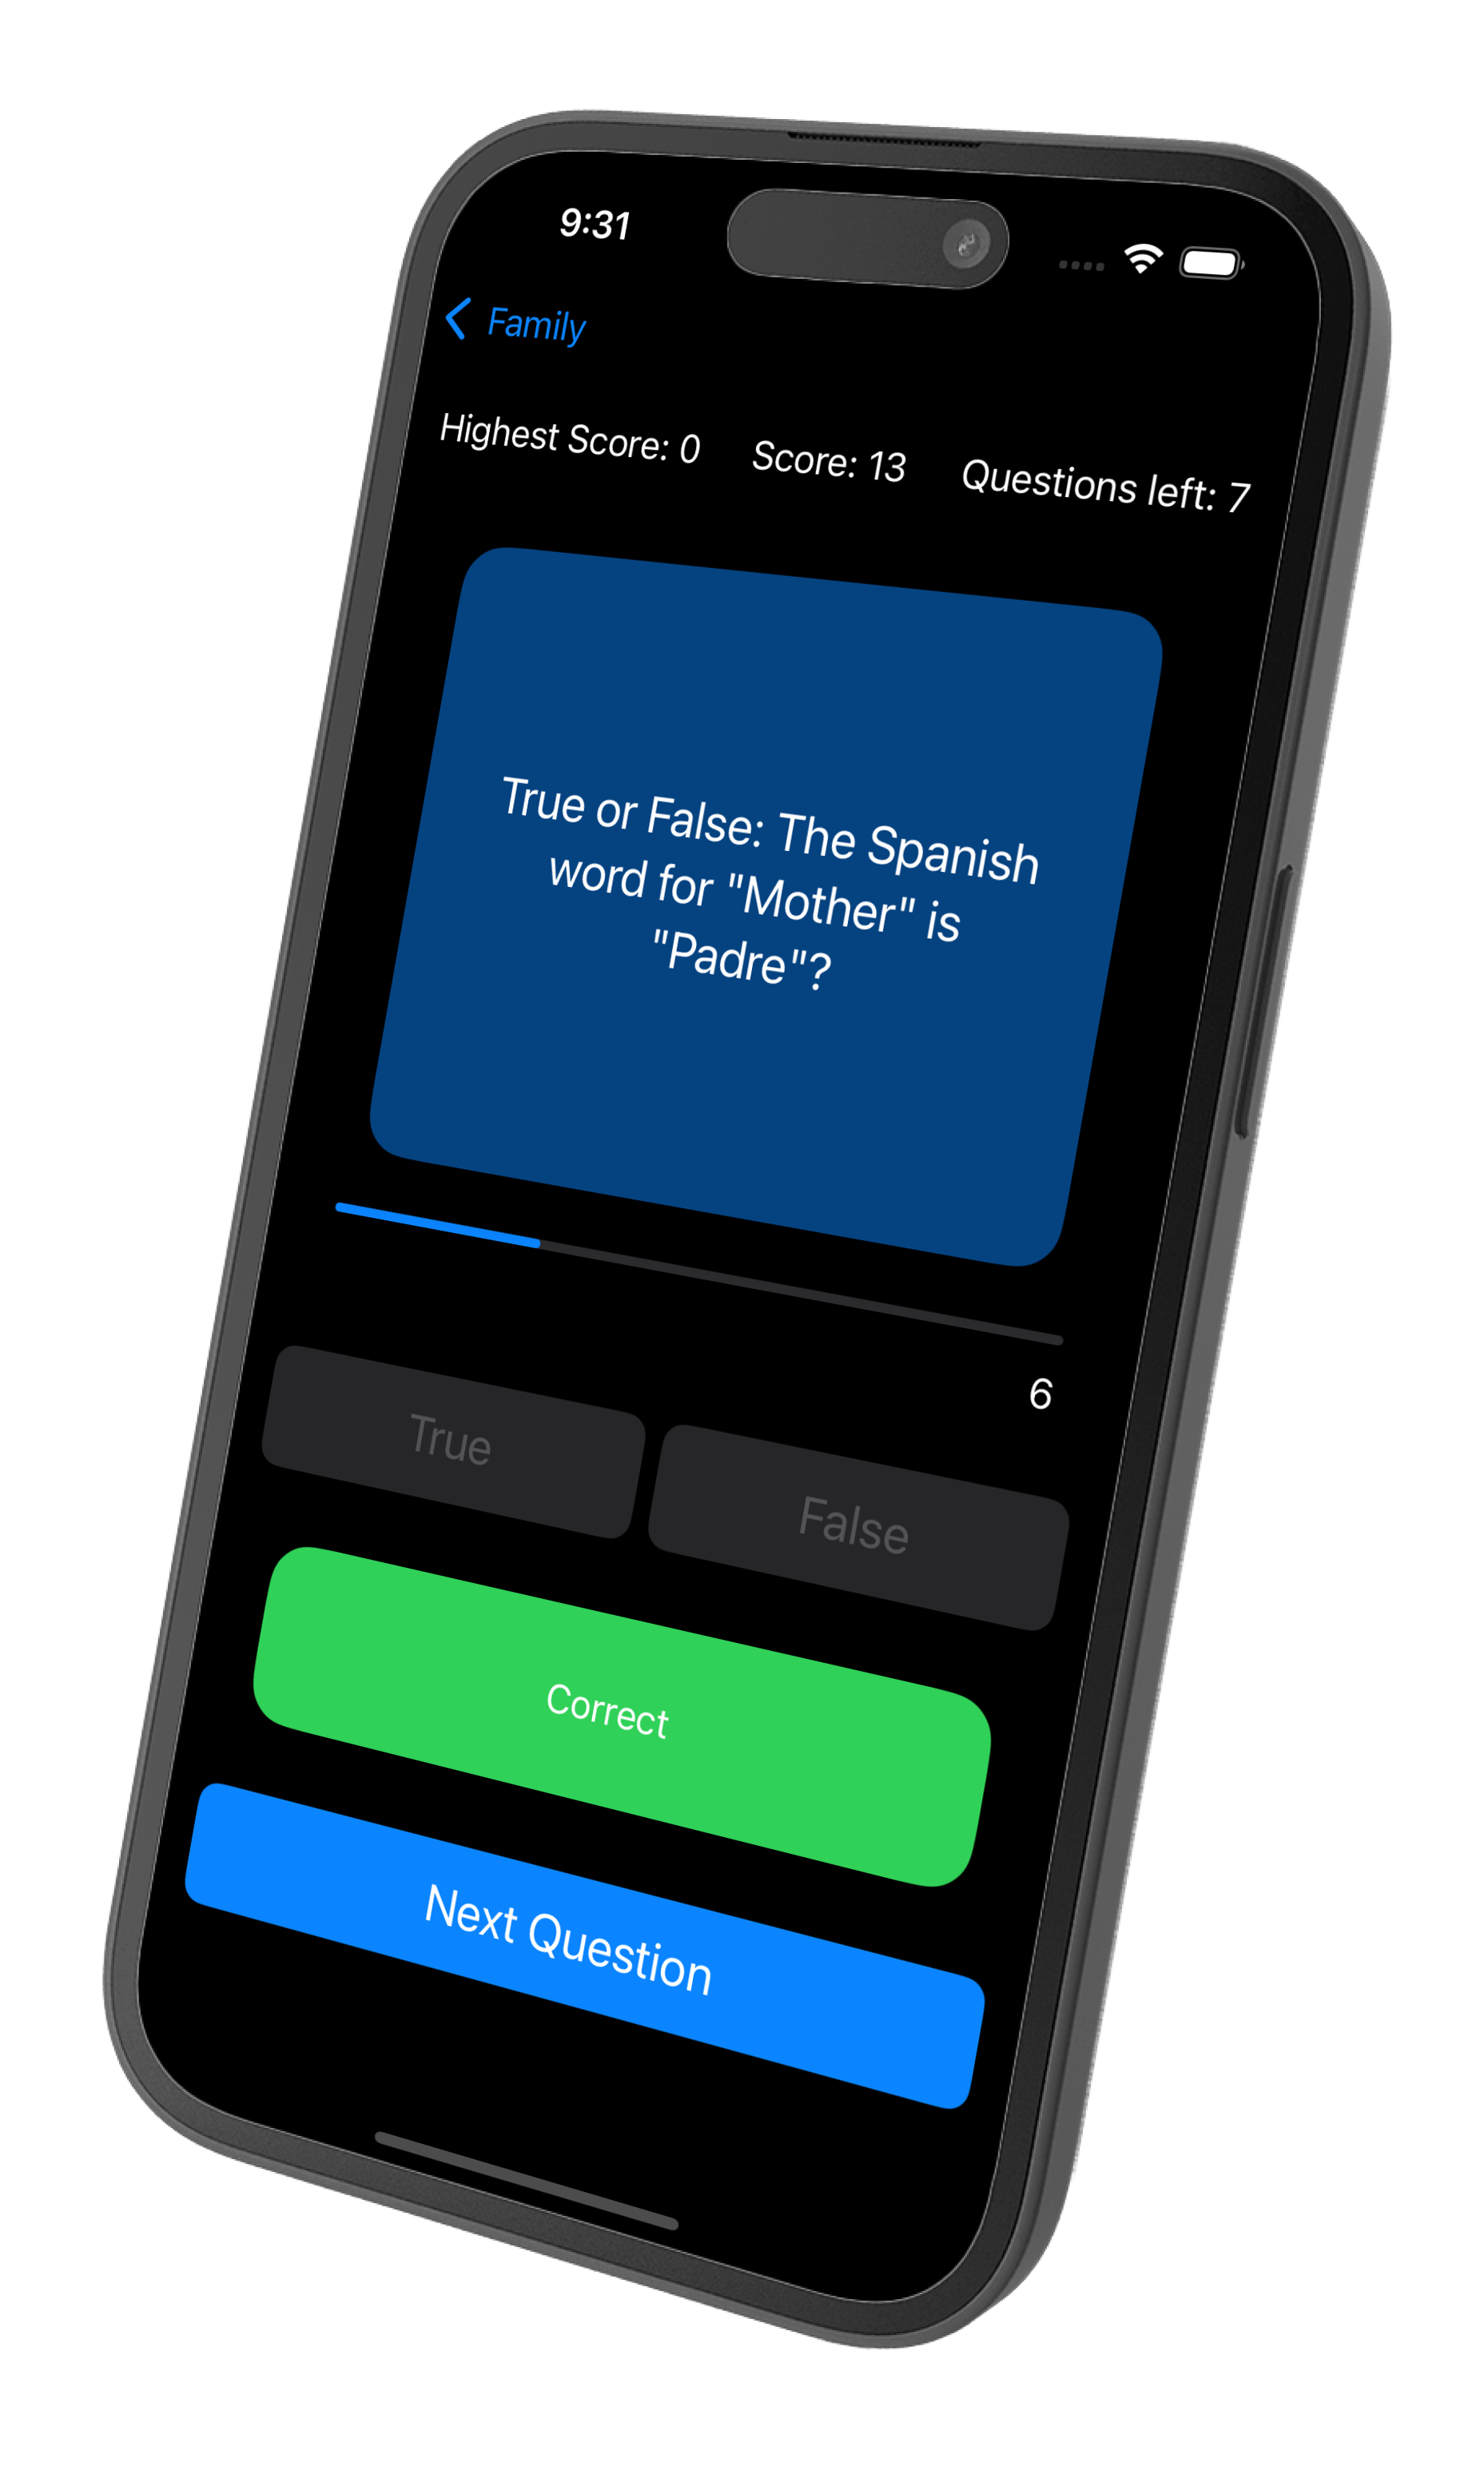 9:31
Family
Highest Score: 0 Score: 13 Questions left: 7
True or False: The Spanish
word for "Mother" is
"Padre"?
6
True False
Correct
Next Question